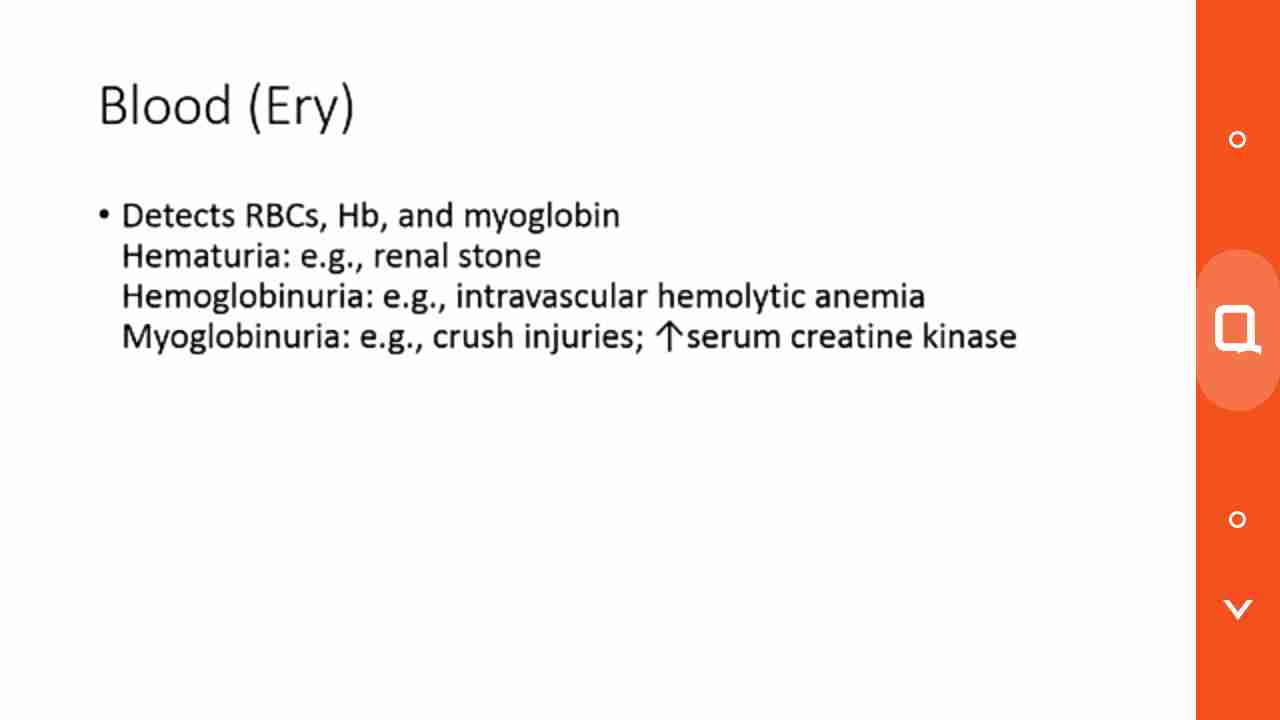 Blood (Ery)
• Detects RBCs, Hb, and myoglobin
Hematuria: e.g., renal stone
Hemoglobinuria: e.g., intravascular hemolytic anemia
Myoglobinuria: e.g., crush injuries; ↑serum creatine kinase